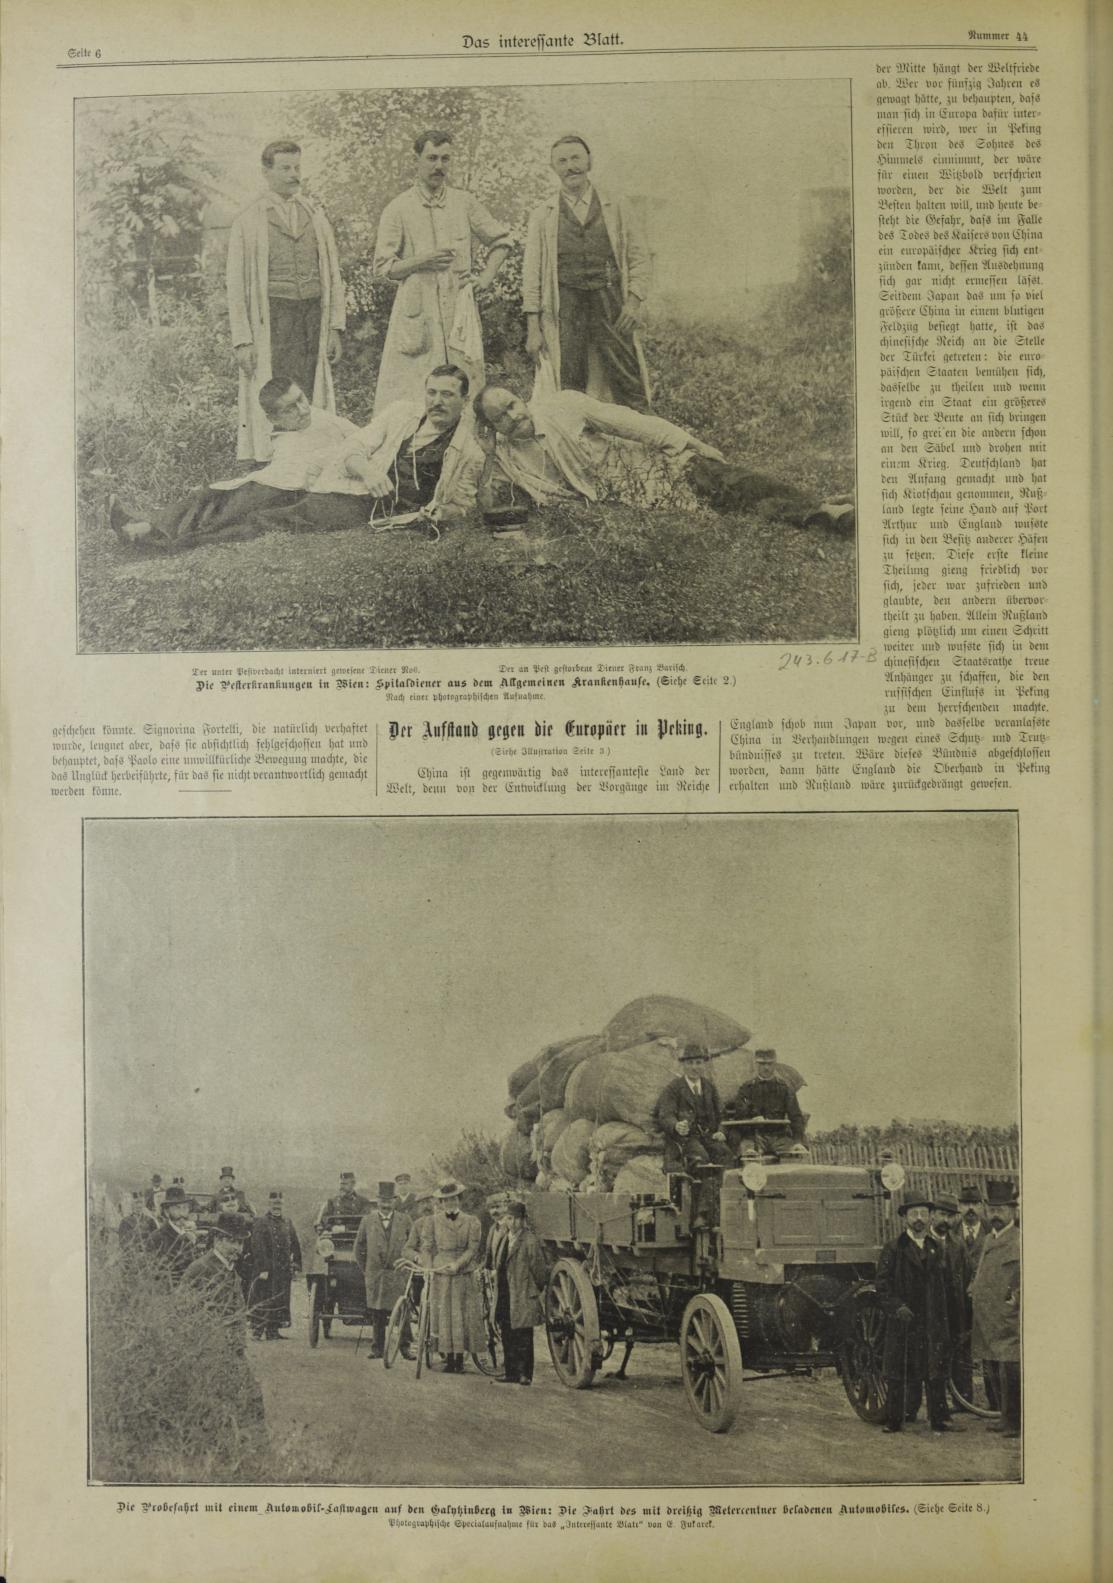 Seite 6
Das interessante Blatt.
Nummer 44
243.617-B
Der unter Pestverdacht interniert gewesene Diener Noé.
Der an Pest gestorbene Diener Franz Barisch.
Die Pesterkrankungen in Wien: Spitalsdiener aus dem Allgemeinen Krankenhause. (Siehe Seite 2.)
Nach einer photographischen Aufnahme.
geschehen könnte. Signorina Fortelli, die natürlich verhaftet
wurde, leugnet aber, dass sie absichtlich fehlgeschossen hat und
behauptet, dass Paolo eine unwillkürliche Bewegung machte, die
das Unglück herbeiführte, für das sie nicht verantwortlich gemacht
werden könne.
Der Aufstand gegen die Europäer in Peking.
(Siehe Illustration Seite 3.)
China ist gegenwärtig das interessanteste Land der
Welt, denn von der Entwicklung der Vorgänge im Reiche
der Mitte hängt der Weltfriede
ab. Wer vor fünfzig Jahren es
gewagt hätte, zu behaupten, dass
man sich in Europa dafür inter-
essieren wird, wer in Peking
den Thron des Sohnes des
Himmels einnimmt, der wäre
für einen Witzbold verschrien
worden, der die Welt zum
Besten halten will, und heute be-
steht die Gefahr, dass im Falle
des Todes des Kaisers von China
ein europäischer Krieg sich ent-
zünden kann, dessen Ausdehnung
sich gar nicht ermessen lässt.
Seitdem Japan das um so viel
größere China in einem blutigen
Feldzug besiegt hatte, ist das
chinesische Reich an die Stelle
der Türkei getreten: die euro-
päischen Staaten bemühen sich,
dasselbe zu theilen und wenn
irgend ein Staat ein größeres
Stück der Beute an sich bringen
will, so greifen die andern schon
an den Säbel und drohen mit
einem Krieg. Deutschland hat
den Anfang gemacht und hat
sich Kiotschau genommen, Ruß-
land legte seine Hand auf Port
Arthur und England wusste
sich in den Besitz anderer Häfen
zu setzen. Diese erste kleine
Theilung gieng friedlich vor
sich, jeder war zufrieden und
glaubte, den andern übervor-
theilt zu haben. Allein Rußland
gieng plötzlich um einen Schritt
weiter und wusste sich in dem
chinesischen Staatsrathe treue
Anhänger zu schaffen, die den
russischen Einfluss in Peking
zu dem herrschenden machte.
England schob nun Japan vor, und dasselbe veranlasste
China in Verhandlungen wegen eines Schutz- und Trutz-
bündnisses zu treten. Wäre dieses Bündnis abgeschlossen
worden, dann hätte England die Oberhand in Peking
erhalten und Rußland wäre zurückgedrängt gewesen.
Die Probefahrt mit einem Automobil-Lastwagen auf den Galytzinberg in Wien: Die Fahrt des mit dreißig Metercentner beladenen Automobiles. (Siehe Seite 8.)
Photographische Specialaufnahme für das „Interessante Blatt" von E. Jukarek.